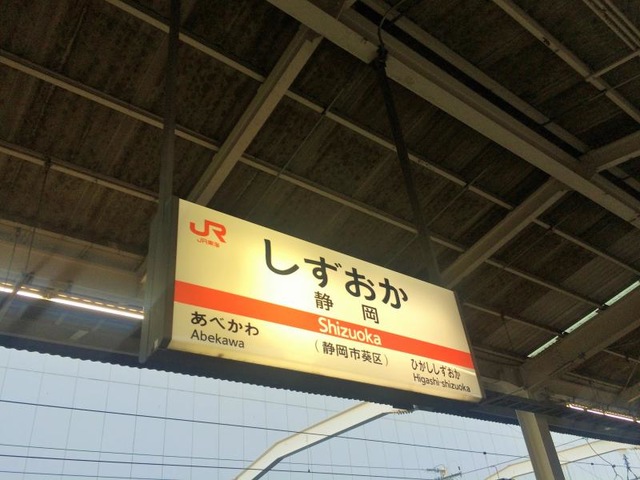 JR
JR東海
しずおか
静岡
Shizuoka
(静岡市葵区)
あべかわ
Abekawa
ひがししずおか
Higashi-shizuoka